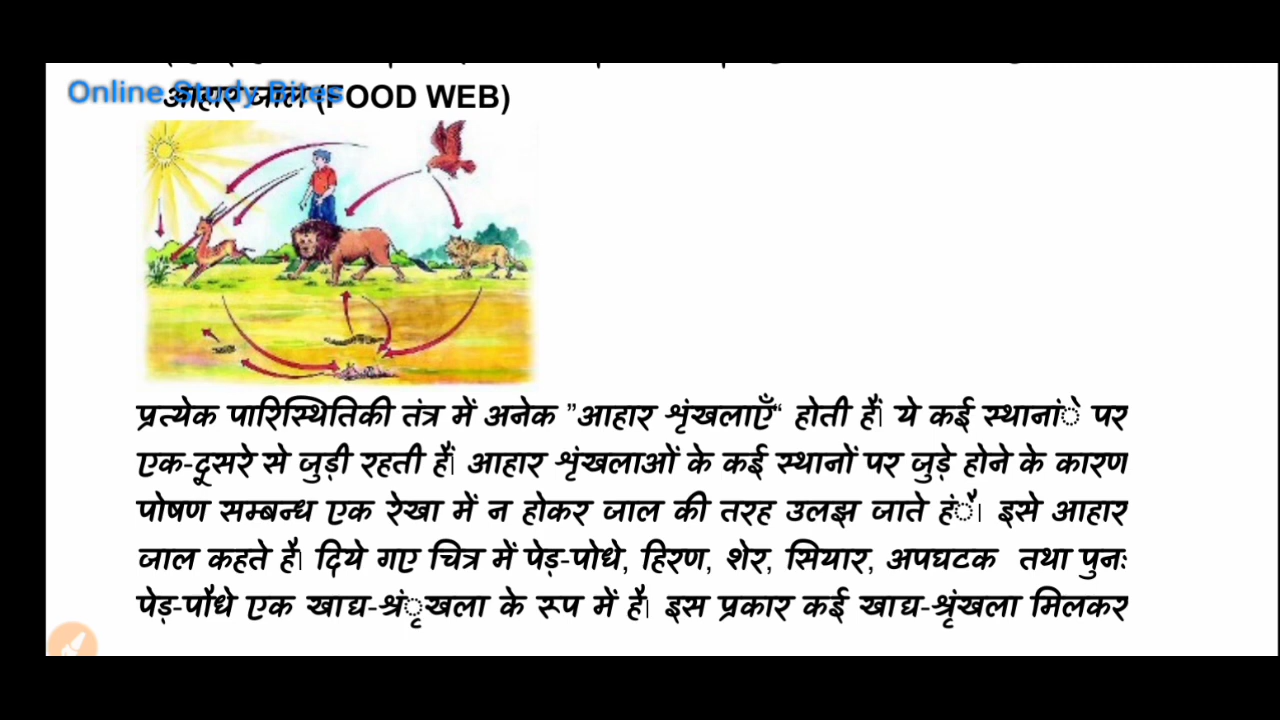 Online Study Bites
आहार जाल (FOOD WEB)
प्रत्येक पारिस्थितिकी तंत्र में अनेक ”आहार शृंखलाएँ“ होती हैं। ये कई स्थानांे पर
एक-दूसरे से जुड़ी रहती हैं। आहार शृंखलाओं के कई स्थानों पर जुड़े होने के कारण
पोषण सम्बन्ध एक रेखा में न होकर जाल की तरह उलझ जाते हंै। इसे आहार
जाल कहते है। दिये गए चित्र में पेड़-पोधे, हिरण, शेर, सियार, अपघटक तथा पुनः
पेड़-पौधे एक खाद्य-श्रंृखला के रूप में है। इस प्रकार कई खाद्य-श्रृंखला मिलकर